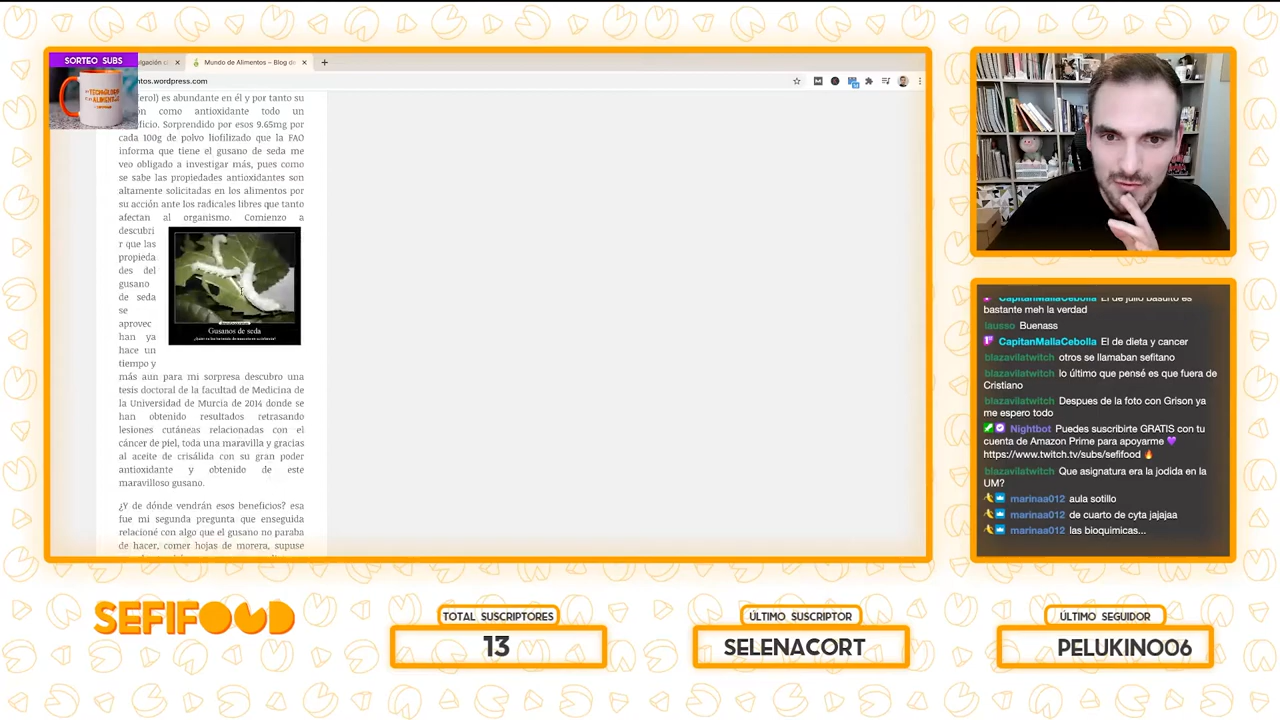 SORTEO SUBS
Mundo de Alimentos – Blog de
ntos.wordpress.com
es abundante en él y por tanto su
como antioxidante todo un
Sorprendido por esos 9.65mg por
cada 100g de polvo liofilizado que la FAO
informa que tiene el gusano de seda me
veo obligado a investigar más, pues como
se sabe las propiedades antioxidantes son
altamente solicitadas en los alimentos por
su acción ante los radicales libres que tanto
afectan al organismo. Comienzo a
descubri
r que las
propieda
des del
gusano
de seda
se
aprovec
han ya
hace un
tiempo y
Gusanos de seda
más aun para mi sorpresa descubro una
tesis doctoral de la facultad de Medicina de
la Universidad de Murcia de 2014 donde se
han obtenido resultados retrasando
lesiones cutáneas relacionadas con el
cáncer de piel, toda una maravilla y gracias
al aceite de crisálida con su gran poder
antioxidante y obtenido de este
maravilloso gusano.
¿Y de dónde vendrán esos beneficios? esa
fue mi segunda pregunta que enseguida
relacioné con algo que el gusano no paraba
de hacer, comer hojas de morera, supuse
CapitanMallaCebolla El de julio basulto es
bastante meh la verdad
lausso Buenass
CapitanMallaCebolla El de dieta y cancer
blazavilatwitch otros se llamaban sefitano
blazavilatwitch lo último que pensé es que fuera de
Cristiano
blazavilatwitch Despues de la foto con Grison ya
me espero todo
Nightbot Puedes suscribirte GRATIS con tu
cuenta de Amazon Prime para apoyarme 💜
https://www.twitch.tv/subs/sefifood 🔥
blazavilatwitch Que asignatura era la jodida en la
UM?
marinaa012 aula sotillo
marinaa012 de cuarto de cyta jajajaa
marinaa012 las bioquimicas...
SEFIFOOD
TOTAL SUSCRIPTORES
13
ÚLTIMO SUSCRIPTOR
SELENACORT
ÚLTIMO SEGUIDOR
PELUKINO06